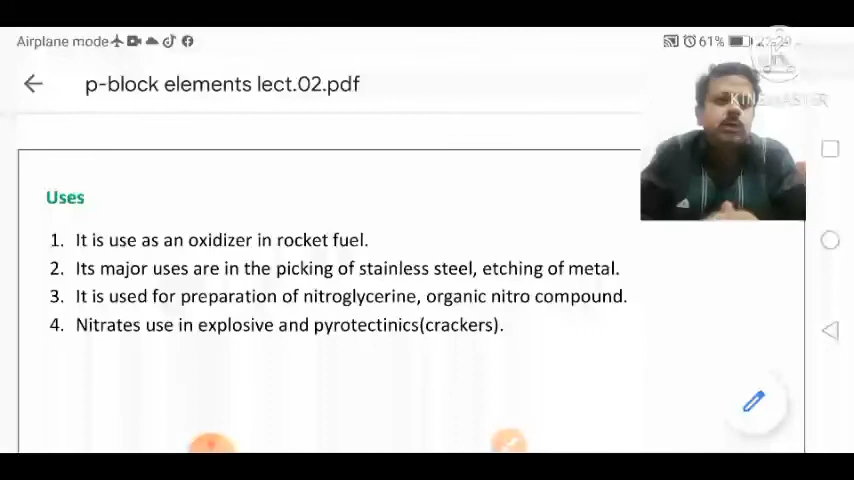 Airplane mode 61%
p-block elements lect.02.pdf
KINEMASTER
Uses
1. It is use as an oxidizer in rocket fuel.
2. Its major uses are in the picking of stainless steel, etching of metal.
3. It is used for preparation of nitroglycerine, organic nitro compound.
4. Nitrates use in explosive and pyrotectinics(crackers).